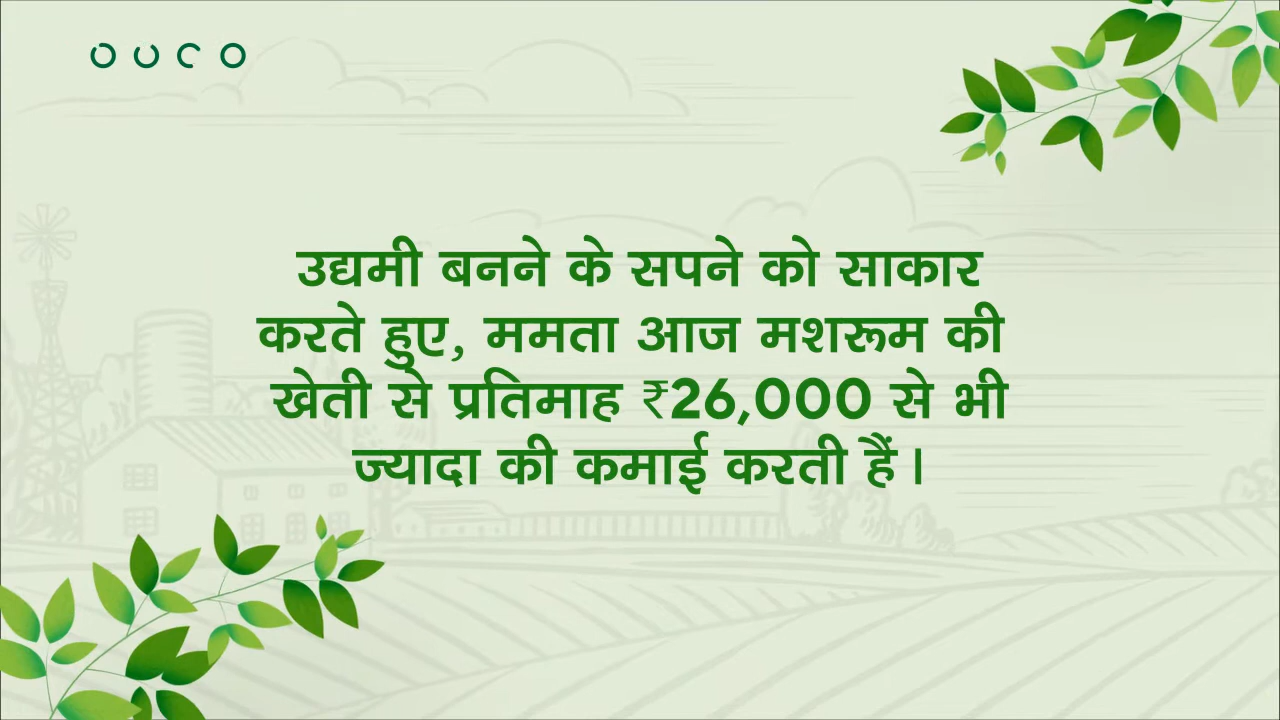 उद्यमी बनने के सपने को साकार
करते हुए, ममता आज मशरूम की
खेती से प्रतिमाह ₹26,000 से भी
ज्यादा की कमाई करती हैं।